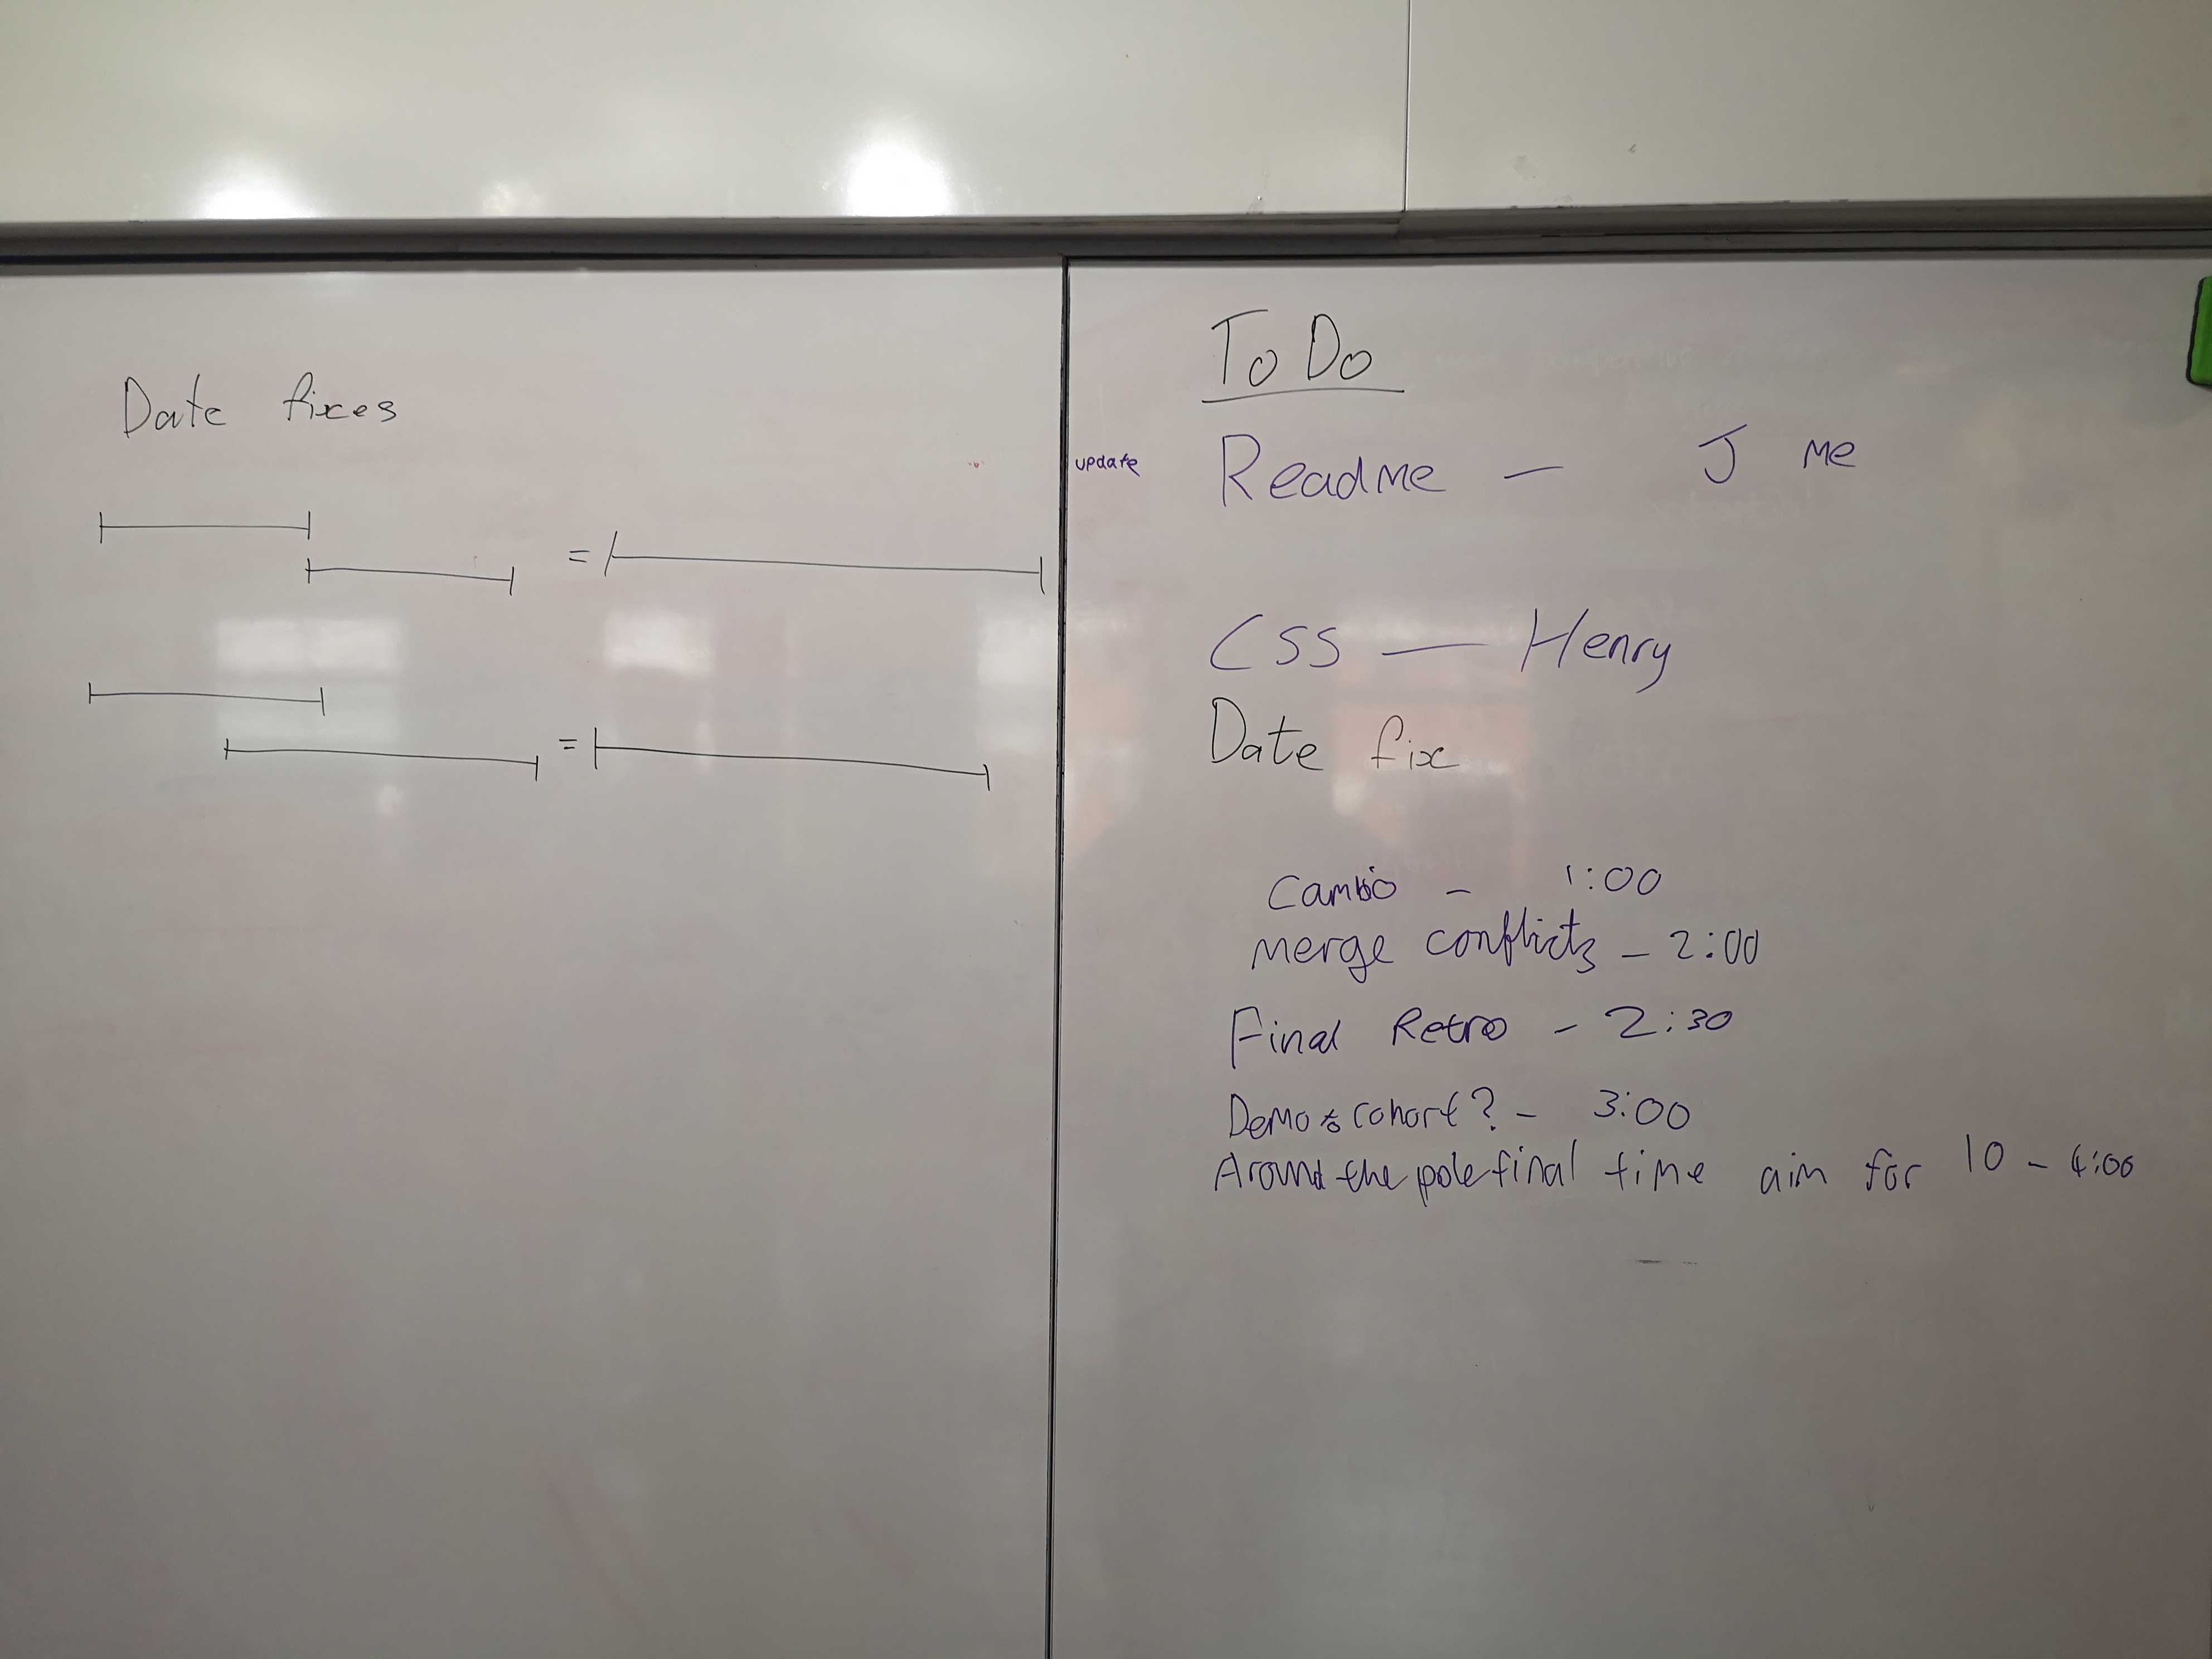 Date fixes
=
=
To Do
update Readme — J me
CSS — Henry
Date fix
Cambio - 1:00
merge conflicts - 2:00
Final Retro - 2:30
Demo to cohort? - 3:00
Around the pole final time aim for 10 - 4:00